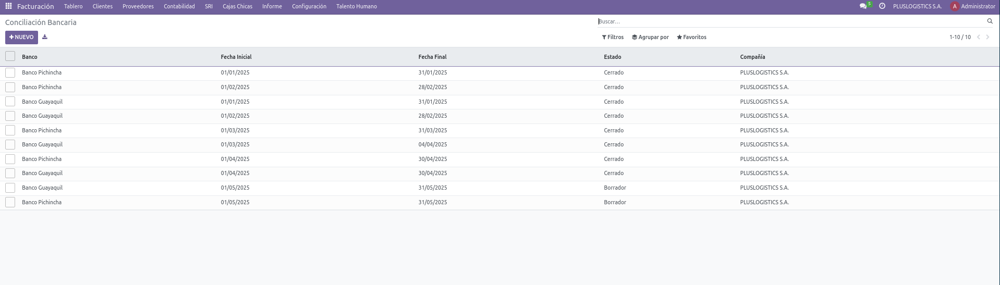 Facturación Tablero Clientes Proveedores Contabilidad SRI Cajas Chicas Informe Configuración Talento Humano 5 PLUSLOGISTICS S.A. A Administrator
Conciliación Bancaria Buscar...
+ NUEVO Filtros Agrupar por Favoritos 1-10 / 10
Banco Fecha Inicial Fecha Final Estado Compañía
Banco Pichincha 01/01/2025 31/01/2025 Cerrado PLUSLOGISTICS S.A.
Banco Pichincha 01/02/2025 28/02/2025 Cerrado PLUSLOGISTICS S.A.
Banco Guayaquil 01/01/2025 31/01/2025 Cerrado PLUSLOGISTICS S.A.
Banco Guayaquil 01/02/2025 28/02/2025 Cerrado PLUSLOGISTICS S.A.
Banco Pichincha 01/03/2025 31/03/2025 Cerrado PLUSLOGISTICS S.A.
Banco Guayaquil 01/03/2025 04/04/2025 Cerrado PLUSLOGISTICS S.A.
Banco Pichincha 01/04/2025 30/04/2025 Cerrado PLUSLOGISTICS S.A.
Banco Guayaquil 01/04/2025 30/04/2025 Cerrado PLUSLOGISTICS S.A.
Banco Guayaquil 01/05/2025 31/05/2025 Borrador PLUSLOGISTICS S.A.
Banco Pichincha 01/05/2025 31/05/2025 Borrador PLUSLOGISTICS S.A.